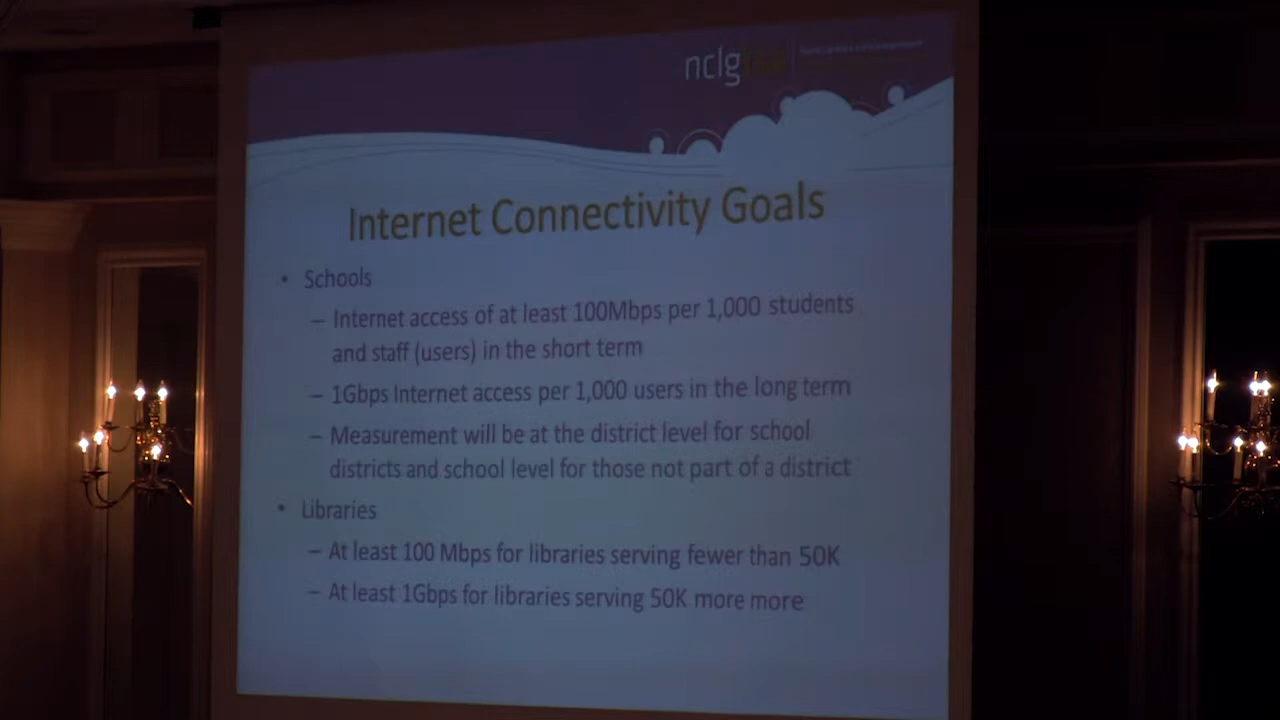 nclg
Internet Connectivity Goals
• Schools
– Internet access of at least 100Mbps per 1,000 students
and staff (users) in the short term
– 1Gbps Internet access per 1,000 users in the long term
– Measurement will be at the district level for school
districts and school level for those not part of a district
• Libraries
– At least 100 Mbps for libraries serving fewer than 50K
– At least 1Gbps for libraries serving 50K more more